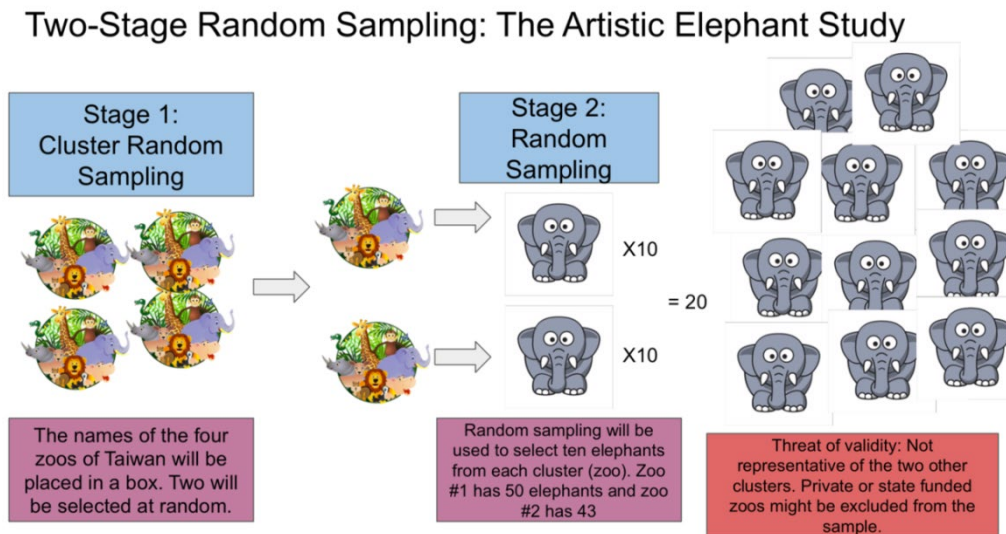 Two-Stage Random Sampling: The Artistic Elephant Study
Stage 1:
Cluster Random
Sampling
Stage 2:
Random
Sampling
X10
= 20
X10
The names of the four
zoos of Taiwan will be
placed in a box. Two will
be selected at random.
Random sampling will be
used to select ten elephants
from each cluster (zoo). Zoo
#1 has 50 elephants and zoo
#2 has 43
Threat of validity: Not
representative of the two other
clusters. Private or state funded
zoos might be excluded from the
sample.